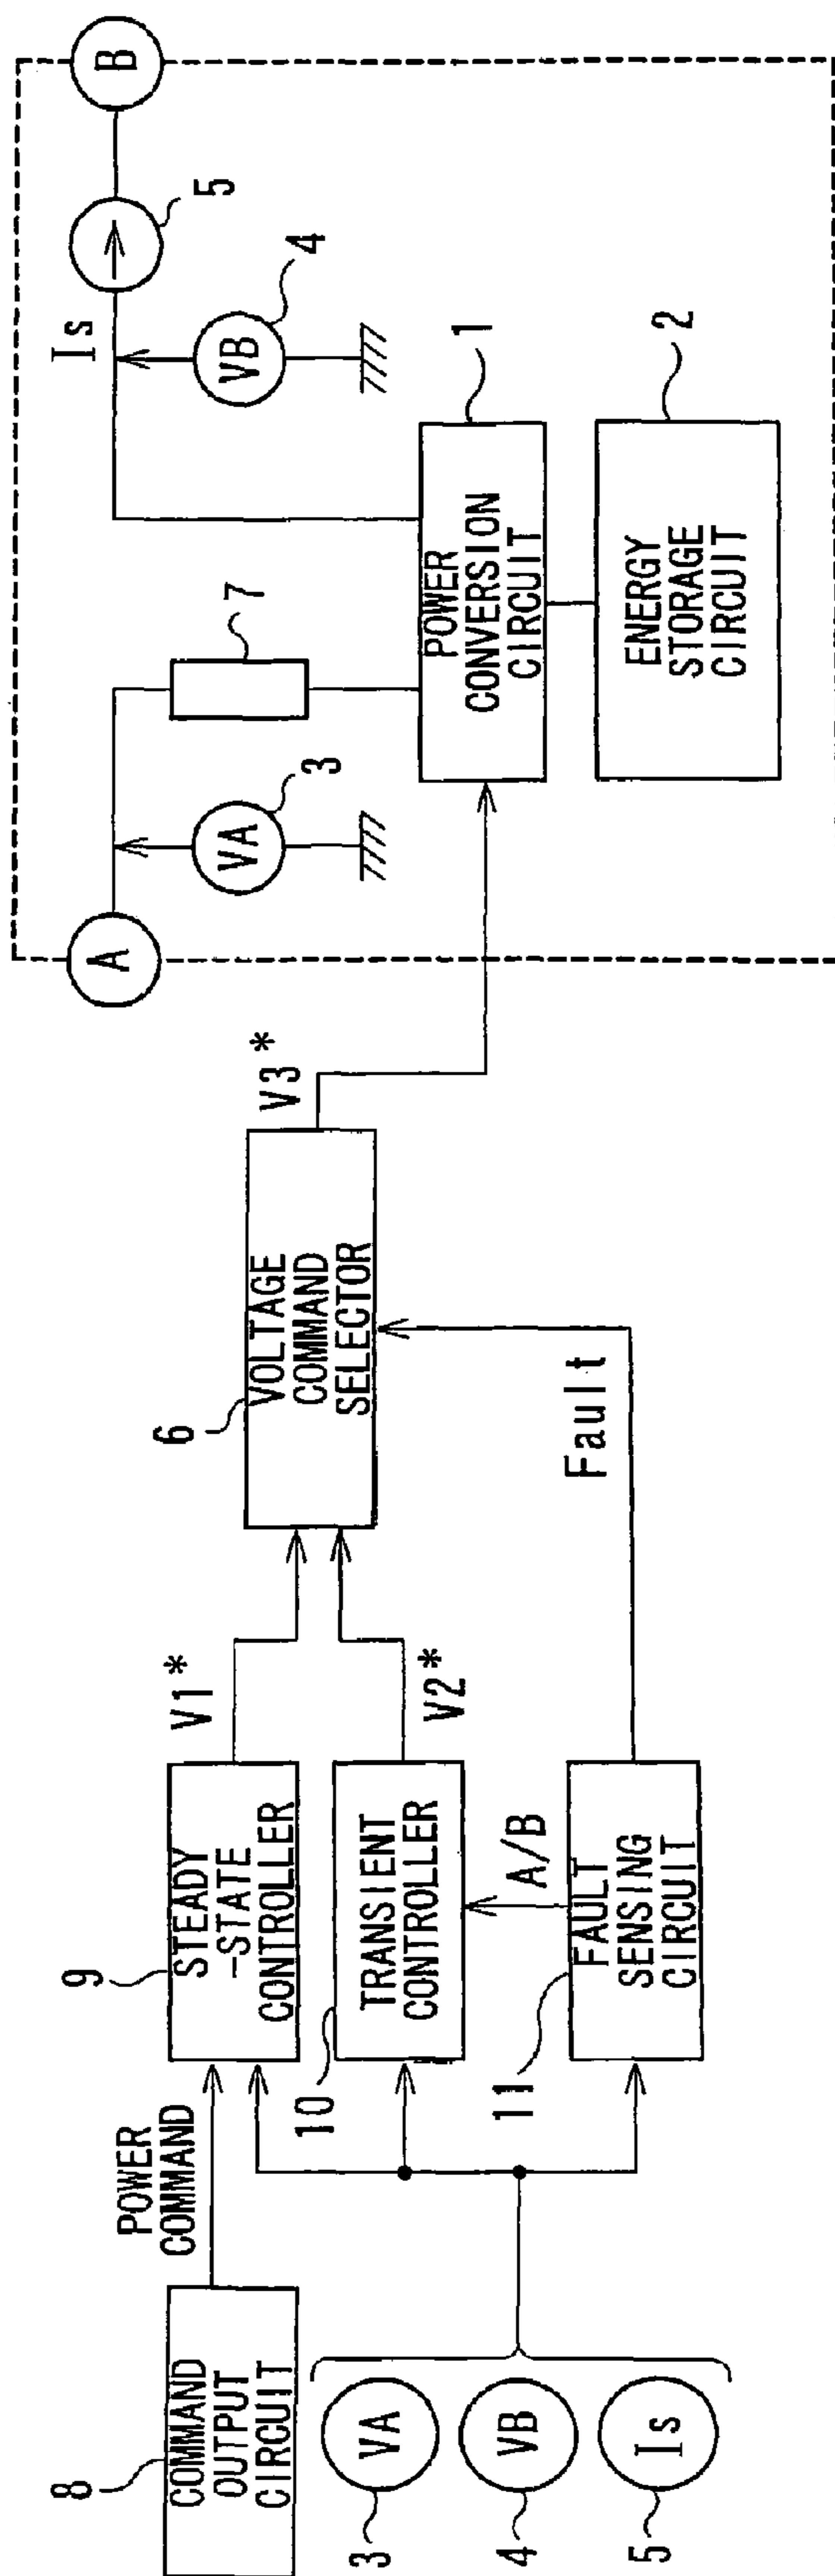 8
COMMAND
OUTPUT
CIRCUIT
POWER
COMMAND
3
VA
4
VB
5
Is
9
STEADY
-STATE
CONTROLLER
10
TRANSIENT
CONTROLLER
11
FAULT
SENSING
CIRCUIT
A/B
V1*
V2*
Fault
6
VOLTAGE
COMMAND
SELECTOR
V3*
A
VA
3
7
Is
VB
4
5
B
POWER
CONVERSION
CIRCUIT
1
ENERGY
STORAGE
CIRCUIT
2